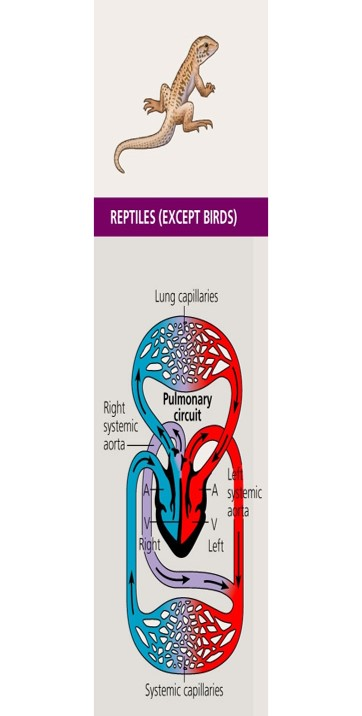 REPTILES (EXCEPT BIRDS)
Lung capillaries
Pulmonary
circuit
Right
systemic
aorta
Left
systemic
aorta
A
A
V
V
Right
Left
Systemic capillaries